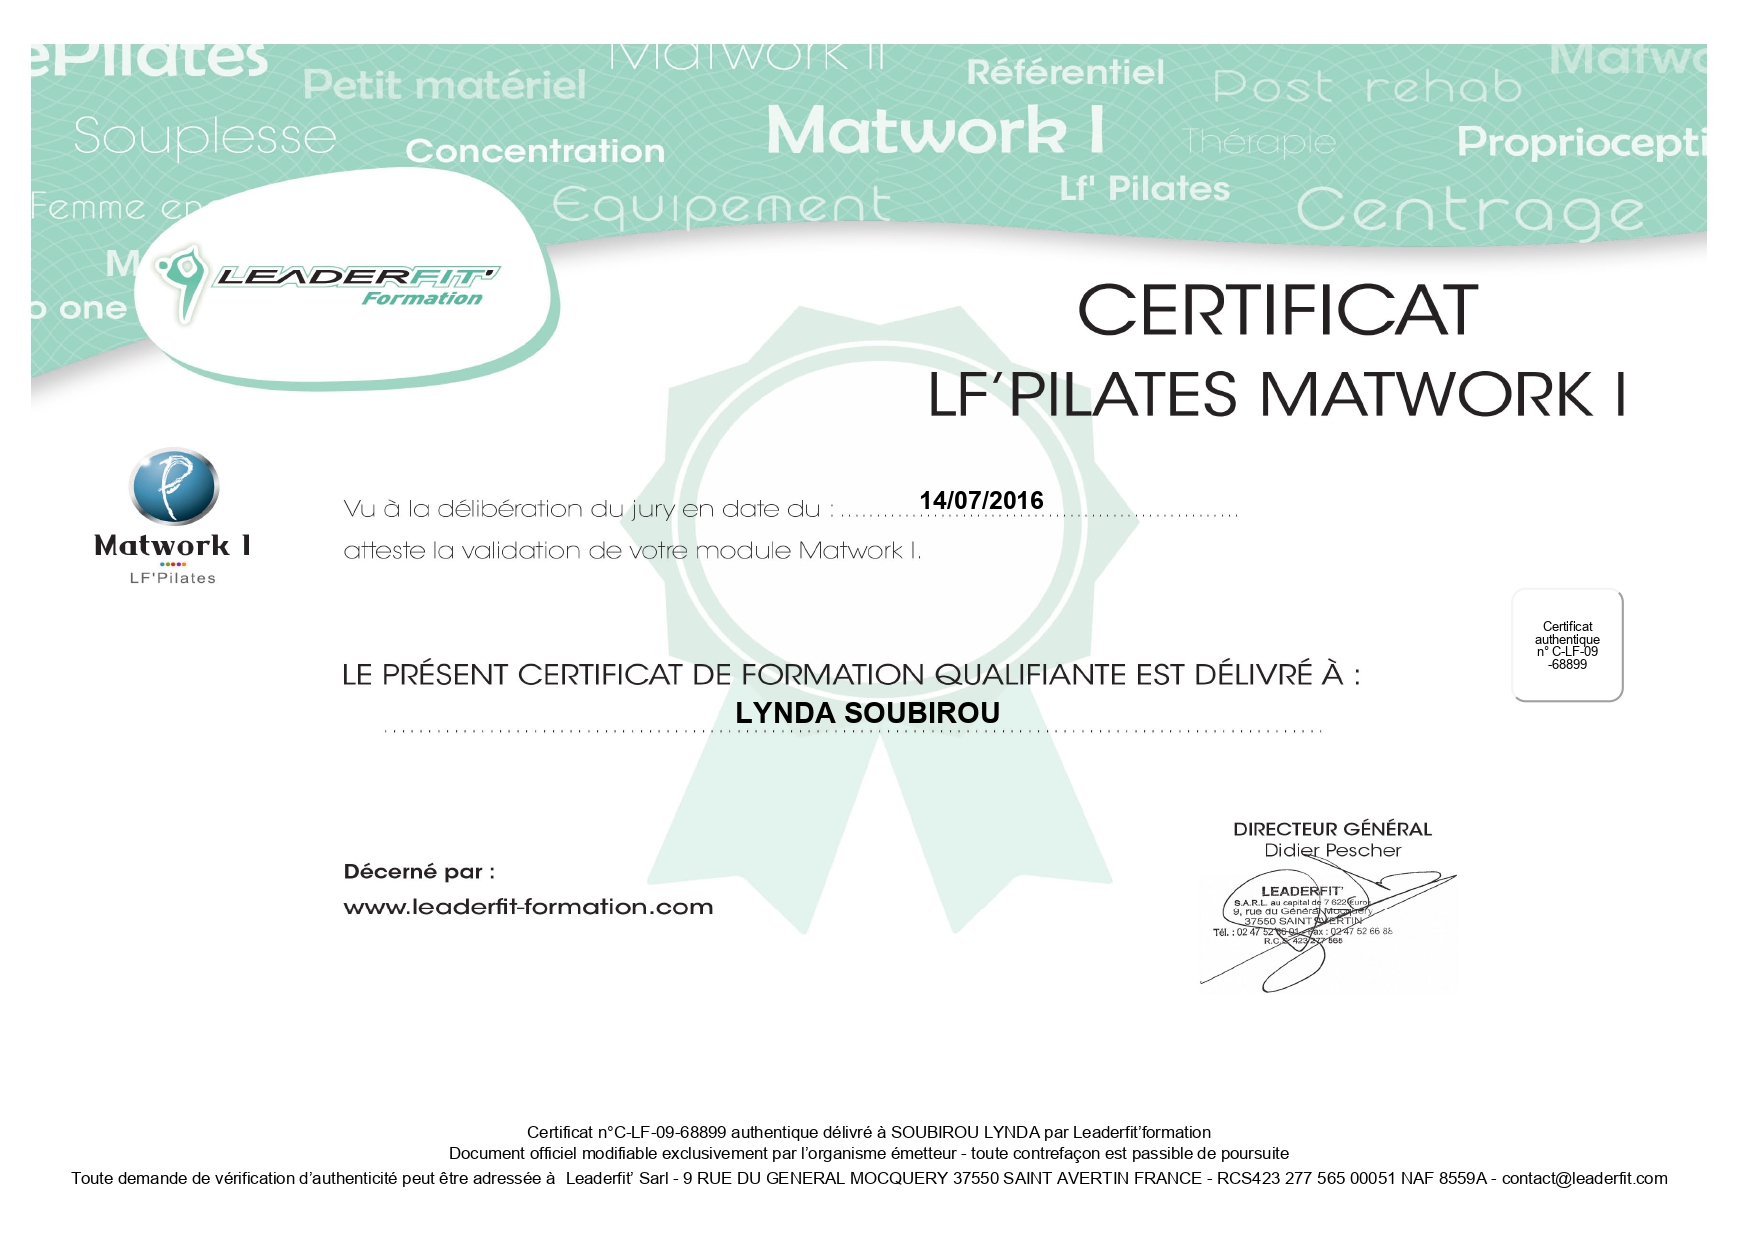 ePilates
Petit matériel
Matwork II
Référentiel
Post rehab
Matwo
Souplesse
Concentration
Matwork I
Thérapie
Propriocepti
Femme en
Equipement
Lf' Pilates
Centrage
M
o one
LEADERFIT'
Formation
CERTIFICAT
LF'PILATES MATWORK I
Matwork I
LF'Pilates
Vu à la délibération du jury en date du : 14/07/2016
atteste la validation de votre module Matwork I.
Certificat
authentique
n° C-LF-09
-68899
LE PRÉSENT CERTIFICAT DE FORMATION QUALIFIANTE EST DÉLIVRÉ À :
LYNDA SOUBIROU
DIRECTEUR GÉNÉRAL
Didier Pescher
Décerné par :
www.leaderfit-formation.com
LEADERFIT'
S.A.R.L. au capital de 7 622 Euros
9, rue du Général Mocquery
37550 SAINT AVERTIN
Tél. : 02 47 52 Fax : 02 47 52 66 88
R.C.S. 423 277
Certificat n°C-LF-09-68899 authentique délivré à SOUBIROU LYNDA par Leaderfit'formation
Document officiel modifiable exclusivement par l'organisme émetteur - toute contrefaçon est passible de poursuite
Toute demande de vérification d'authenticité peut être adressée à Leaderfit' Sarl - 9 RUE DU GENERAL MOCQUERY 37550 SAINT AVERTIN FRANCE - RCS423 277 565 00051 NAF 8559A - contact@leaderfit.com